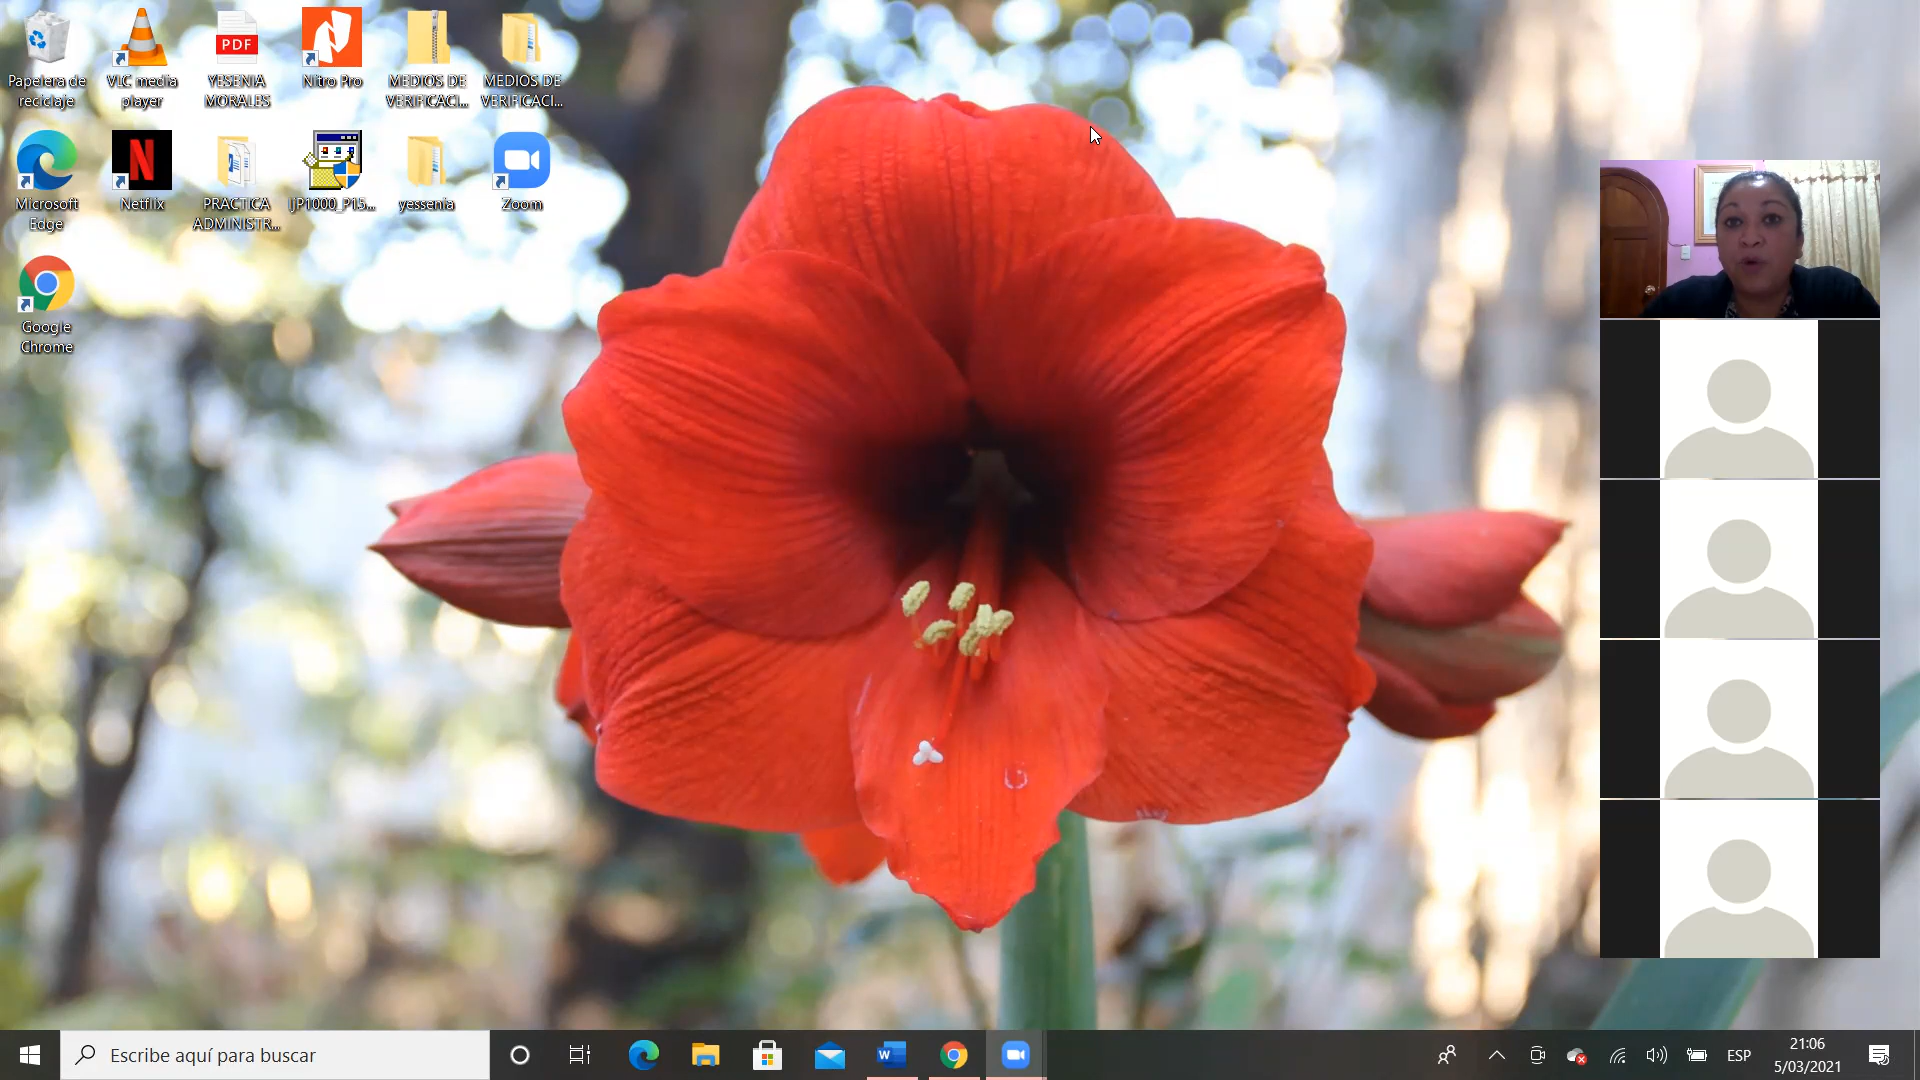 Papelera de
reciclaje
VLC media
player
PDF
YESENIA
MORALES
Nitro Pro
MEDIOS DE
VERIFICACI...
MEDIOS DE
VERIFICACI...
Microsoft
Edge
N
Netflix
PRACTICA
ADMINISTR...
ljP1000_P15...
yessenia
Zoom
Google
Chrome
Escribe aquí para buscar
W
ESP
21:06
5/03/2021